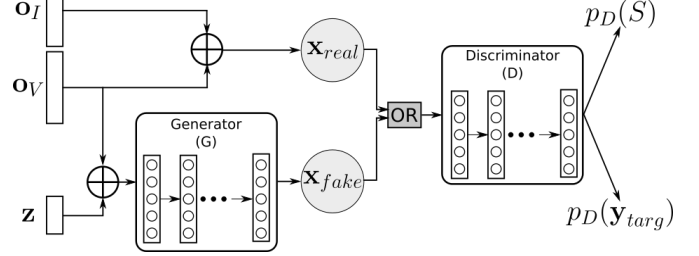 o_I
p_D(S)
x_real
Discriminator
(D)
o_V
Generator
(G)
OR
x_fake
z
p_D(y_targ)